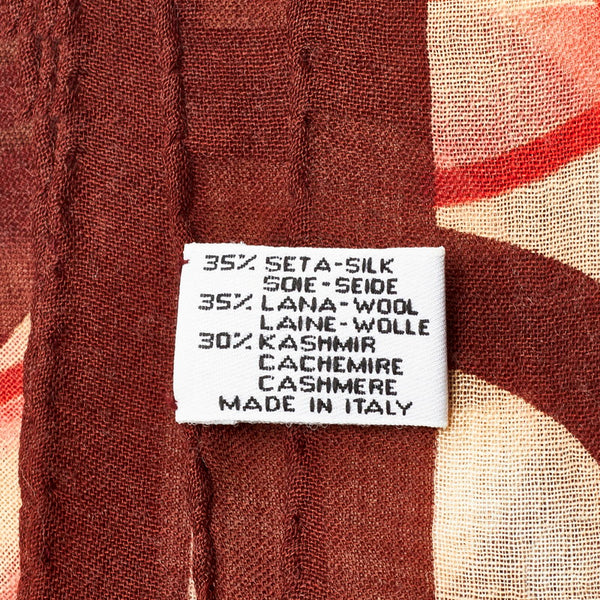 35% SETA-SILK
SOIE-SEIDE
35% LANA-WOOL
LAINE-WOLLE
30% KASHMIR
CACHEMIRE
CASHMERE
MADE IN ITALY